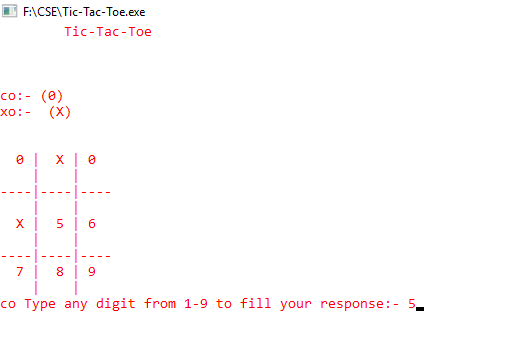 F:\CSE\Tic-Tac-Toe.exe
Tic-Tac-Toe
co:- (0)
xo:-  (X)
0 |  X | 0
|    |
----|----|----
|    |
X |  5 | 6
|    |
----|----|----
7 |  8 | 9
|    |
co Type any digit from 1-9 to fill your response:- 5